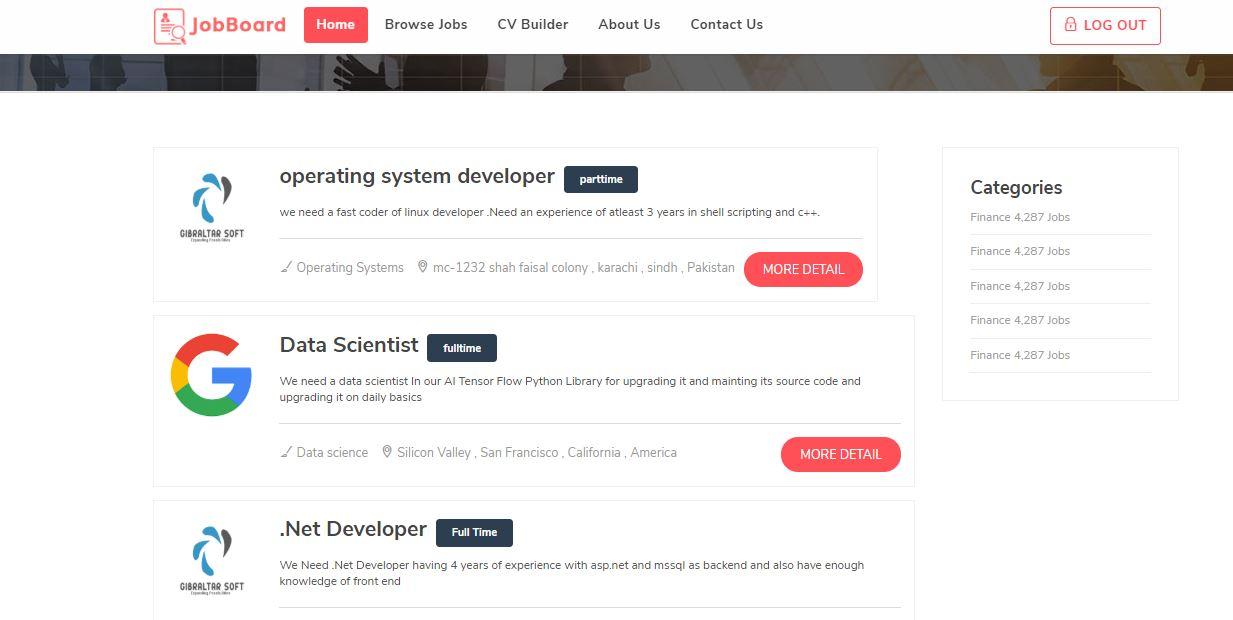 JobBoard
Home
Browse Jobs
CV Builder
About Us
Contact Us
LOG OUT
operating system developer
parttime
we need a fast coder of linux developer .Need an experience of atleast 3 years in shell scripting and c++.
GIBRALTAR SOFT
Expanding Possibilities
Operating Systems
mc-1232 shah faisal colony , karachi , sindh , Pakistan
MORE DETAIL
Data Scientist
fulltime
We need a data scientist In our AI Tensor Flow Python Library for upgrading it and mainting its source code and
upgrading it on daily basics
Data science
Silicon Valley , San Francisco , California , America
MORE DETAIL
.Net Developer
Full Time
We Need .Net Developer having 4 years of experience with asp.net and mssql as backend and also have enough
knowledge of front end
GIBRALTAR SOFT
Expanding Possibilities
Categories
Finance 4,287 Jobs
Finance 4,287 Jobs
Finance 4,287 Jobs
Finance 4,287 Jobs
Finance 4,287 Jobs